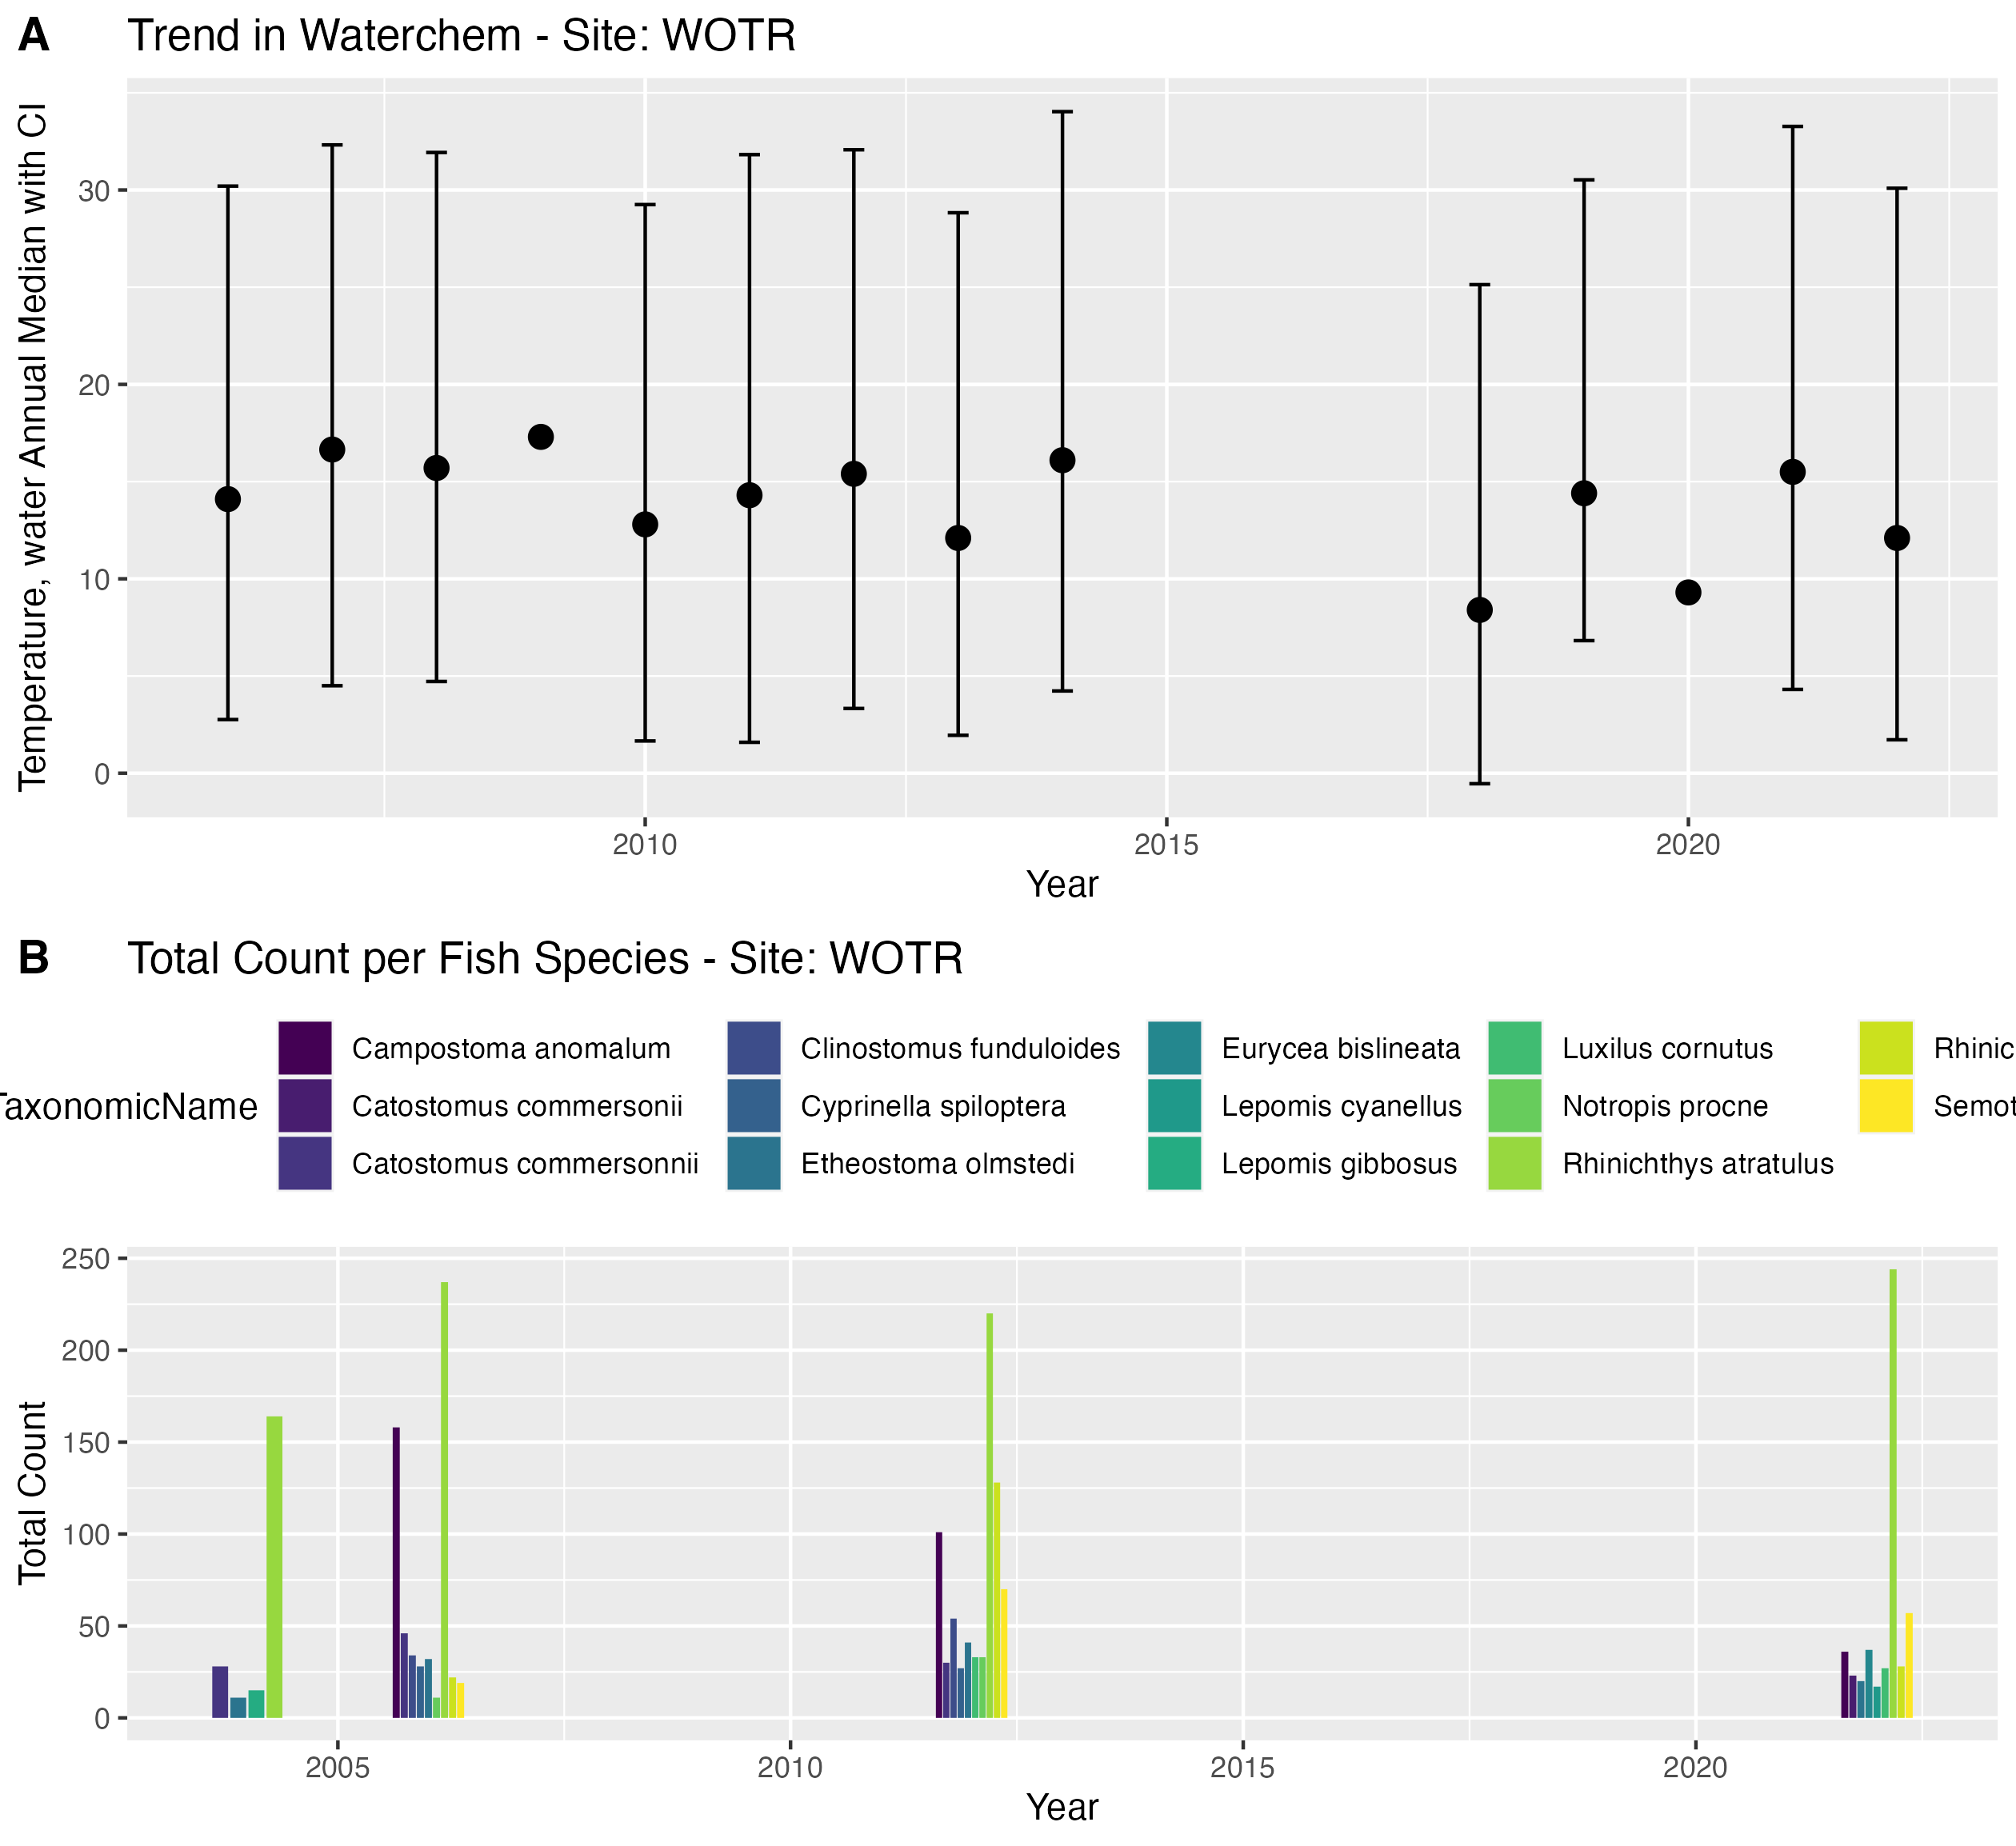 A Trend in Waterchem - Site: WOTR
Temperature, water Annual Median with CI
30
20
10
0
2010 2015 2020
Year
B Total Count per Fish Species - Site: WOTR
TaxonomicName
Campostoma anomalum
Catostomus commersonii
Catostomus commersonnii
Clinostomus funduloides
Cyprinella spiloptera
Etheostoma olmstedi
Eurycea bislineata
Lepomis cyanellus
Lepomis gibbosus
Luxilus cornutus
Notropis procne
Rhinichthys atratulus
Rhinic
Semot
Total Count
250
200
150
100
50
0
2005 2010 2015 2020
Year